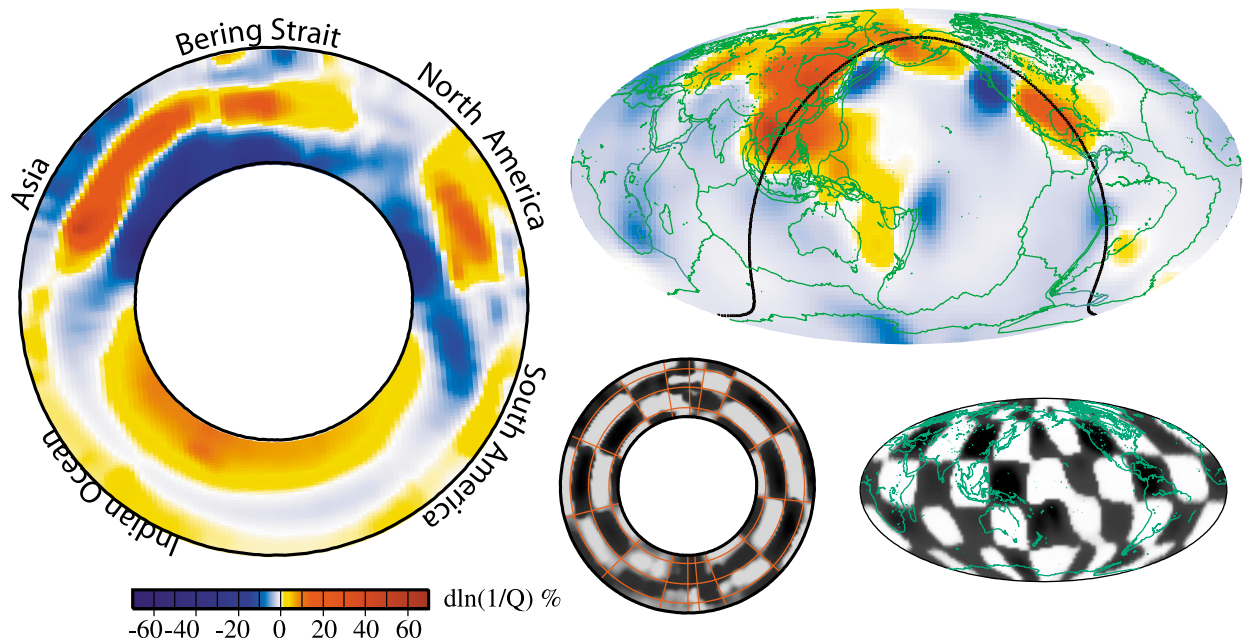 Bering Strait
North America
Asia
South America
Indian Ocean
dln(1/Q) %
-60 -40 -20 0 20 40 60